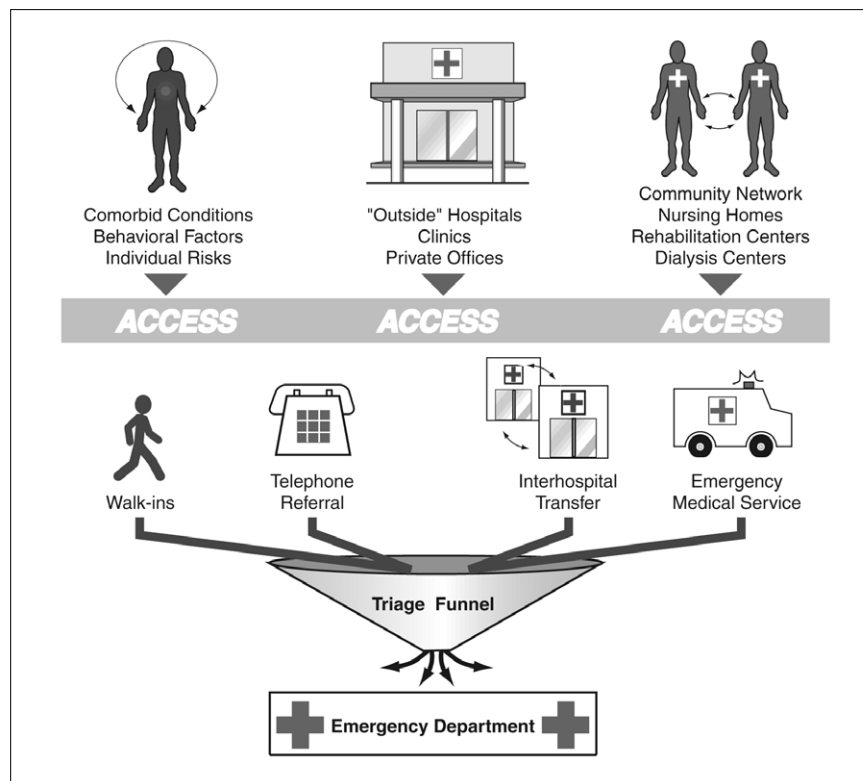 Comorbid Conditions
Behavioral Factors
Individual Risks
"Outside" Hospitals
Clinics
Private Offices
Community Network
Nursing Homes
Rehabilitation Centers
Dialysis Centers
ACCESS
ACCESS
ACCESS
Walk-ins
Telephone
Referral
Interhospital
Transfer
Emergency
Medical Service
Triage Funnel
Emergency Department